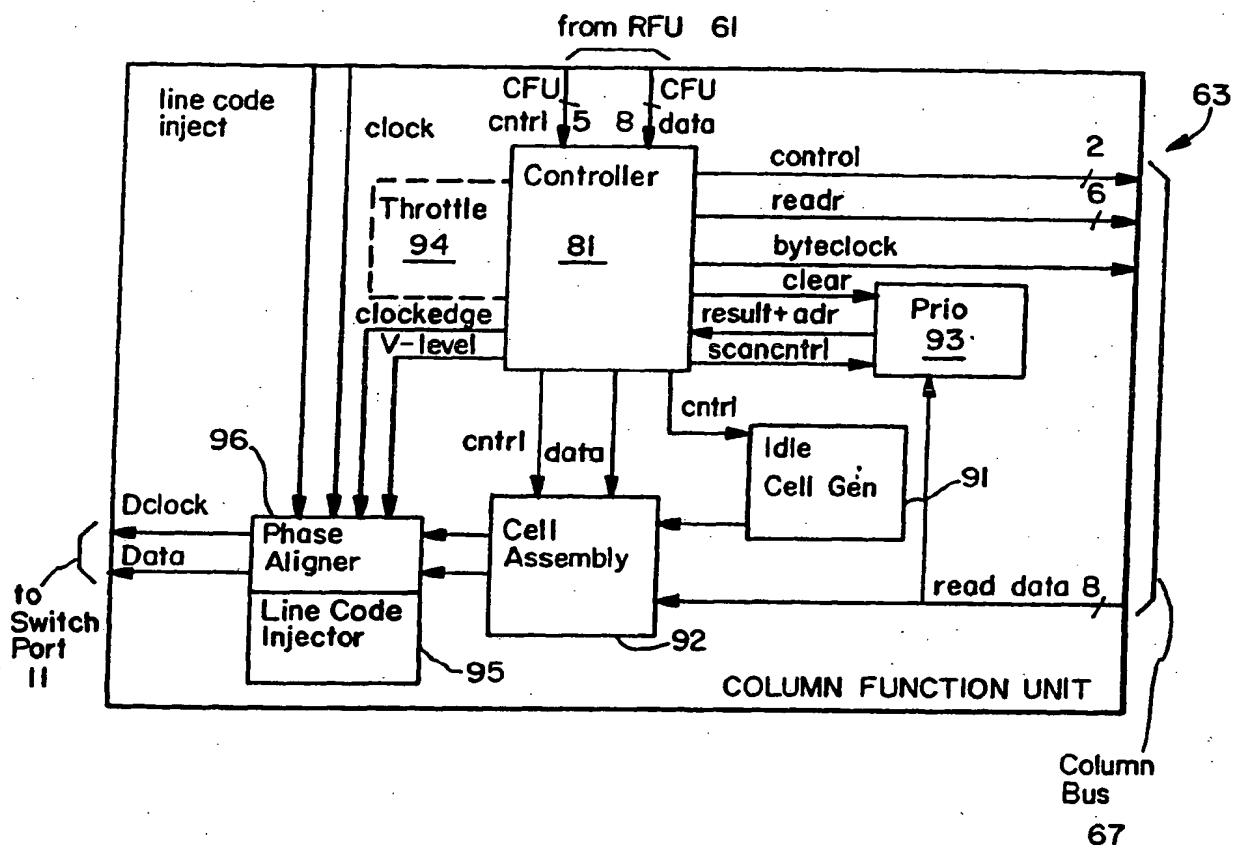 from RFU 61
line code
inject
clock
CFU
cntrl 5
CFU
8 data
63
Controller
81
Throttle
94
control 2
readr 6
byteclock
clear
result+adr
scancntrl
Prio
93
clockedge
V-level
cntrl
data
cntrl
Idle
Cell Gen
91
96
Dclock
Data
Phase
Aligner
Line Code
Injector
95
Cell
Assembly
92
read data 8
to
Switch
Port
11
COLUMN FUNCTION UNIT
Column
Bus
67